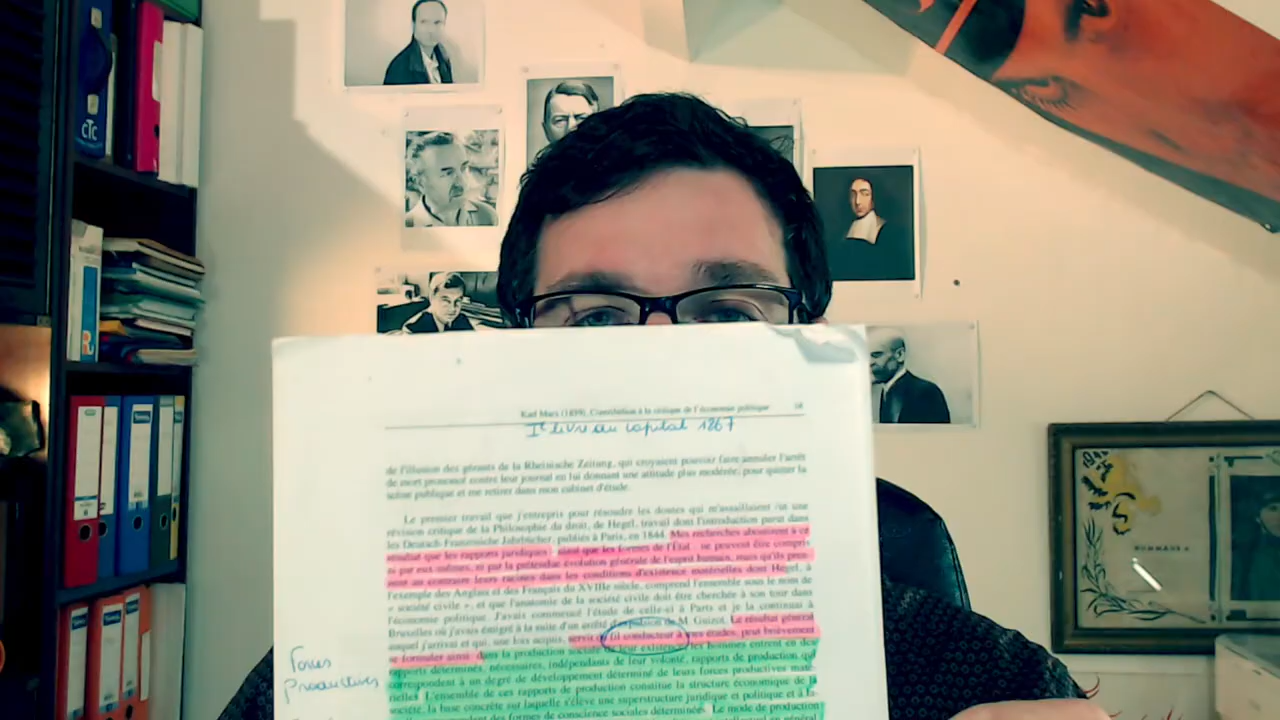 cTc
R
Karl Marx (1859), Contribution à la critique de l'économie politique 18
1er livre du Capital 1867
de l'illusion des gérants de la Rheinische Zeitung, qui croyaient pouvoir faire annuler l'arrêt
de mort prononcé contre leur journal en lui donnant une attitude plus modérée, pour quitter la
scène publique et me retirer dans mon cabinet d'étude.
Le premier travail que j'entrepris pour résoudre les doutes qui m'assaillaient fut une
révision critique de la Philosophie du droit, de Hegel, travail dont l'introduction parut dans
les Deutsch-Französische Jahrbücher, publiés à Paris, en 1844. Mes recherches aboutirent à ce
résultat que les rapports juridiques - ainsi que les formes de l'État - ne peuvent être compris
ni par eux-mêmes, ni par la prétendue évolution générale de l'esprit humain, mais qu'ils pren-
nent au contraire leurs racines dans les conditions d'existence matérielles dont Hegel, à
l'exemple des Anglais et des Français du XVIIIe siècle, comprend l'ensemble sous le nom de
« société civile », et que l'anatomie de la société civile doit être cherchée à son tour dans
l'économie politique. J'avais commencé l'étude de celle-ci à Paris et je la continuai à
Bruxelles où j'avais émigré à la suite d'un arrêté d'expulsion de M. Guizot. Le résultat général
auquel j'arrivai et qui, une fois acquis, servit de fil conducteur à mes études, peut brièvement
se formuler ainsi : dans la production sociale de leur existence, les hommes entrent en des
rapports déterminés, nécessaires, indépendants de leur volonté, rapports de production qui
correspondent à un degré de développement déterminé de leurs forces productives maté-
rielles. L'ensemble de ces rapports de production constitue la structure économique de la
société, la base concrète sur laquelle s'élève une superstructure juridique et politique et à la-
correspondent des formes de conscience sociales déterminées. Le mode de production
en général
Forces
Productives